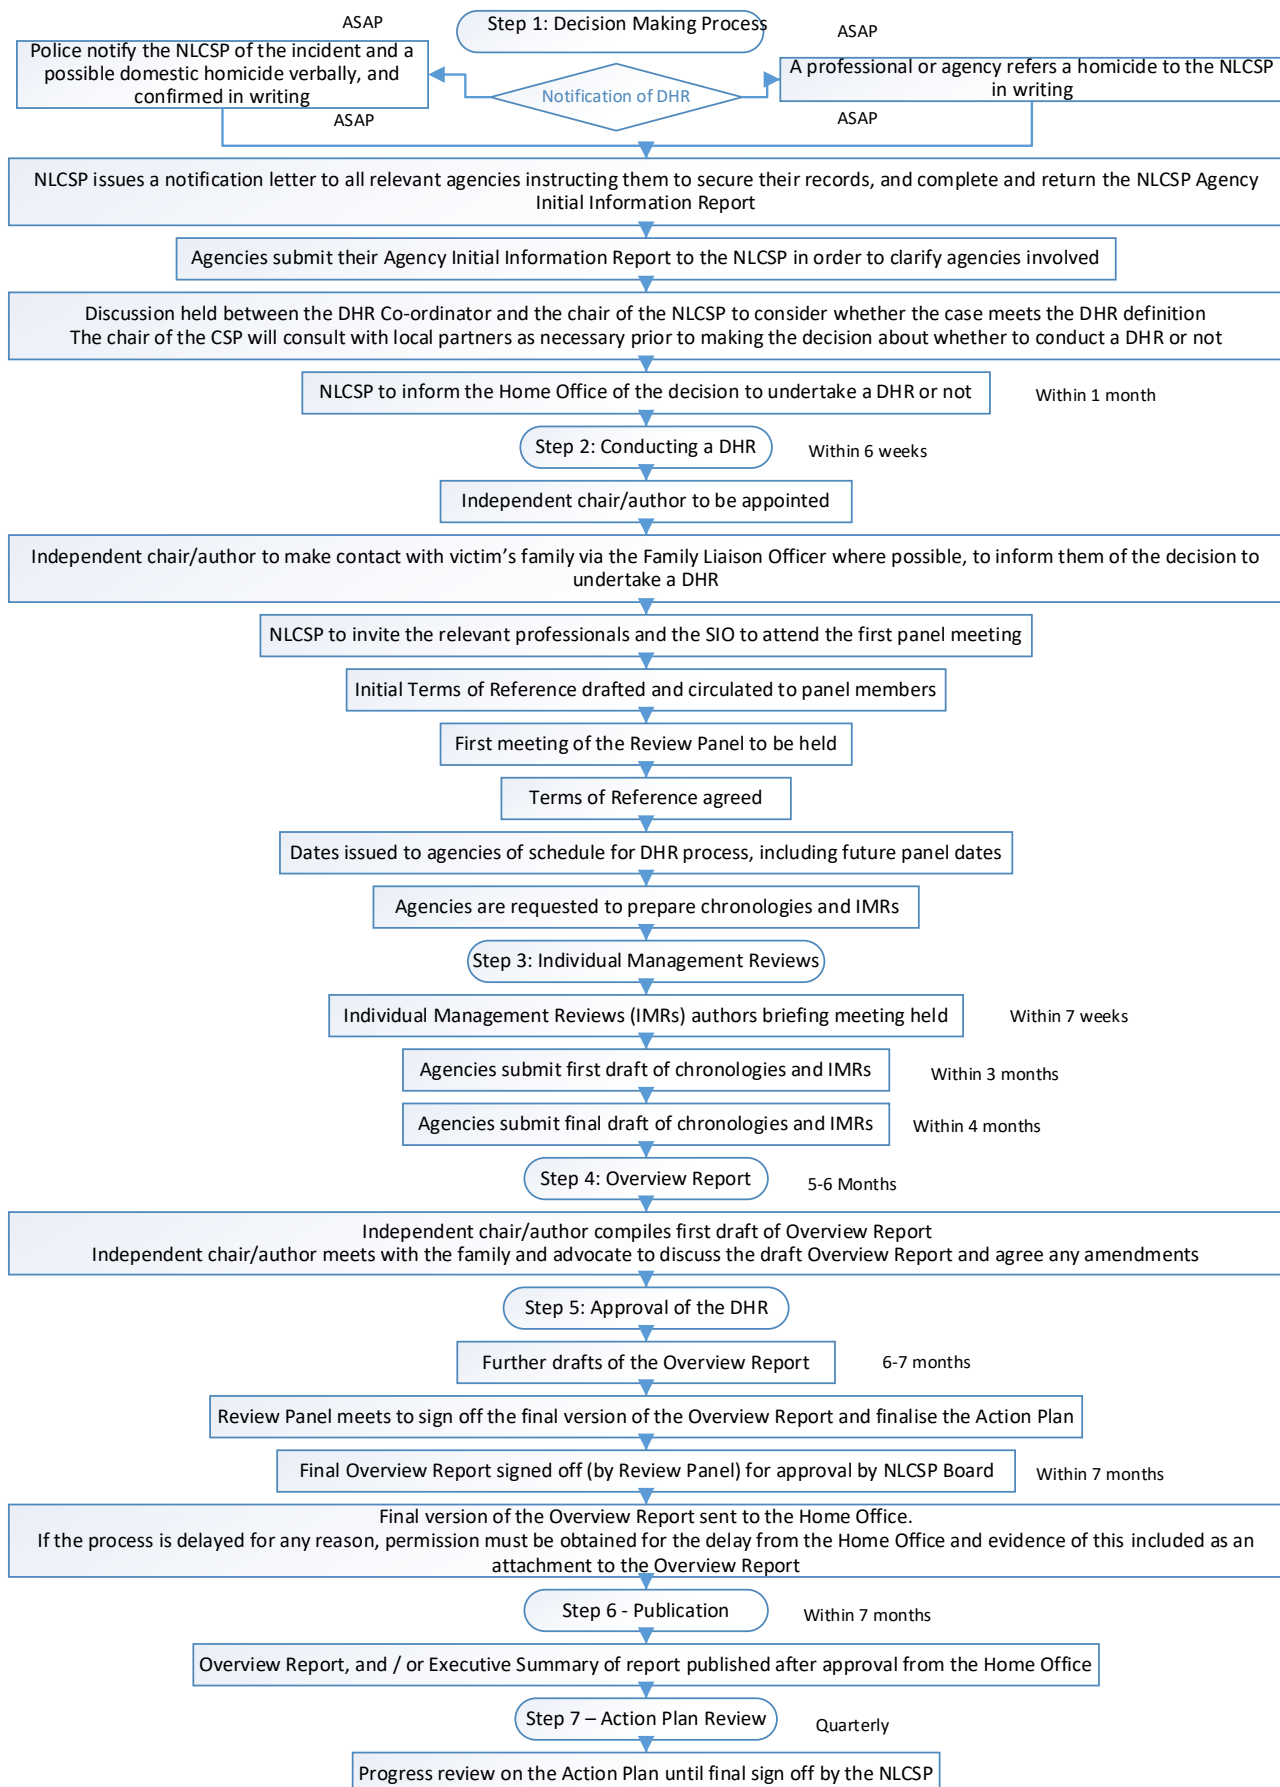 Step 1: Decision Making Process
ASAP
ASAP
Police notify the NLCSP of the incident and a
possible domestic homicide verbally, and
confirmed in writing
Notification of DHR
A professional or agency refers a homicide to the NLCSP
in writing
ASAP
ASAP
NLCSP issues a notification letter to all relevant agencies instructing them to secure their records, and complete and return the NLCSP Agency
Initial Information Report
Agencies submit their Agency Initial Information Report to the NLCSP in order to clarify agencies involved
Discussion held between the DHR Co-ordinator and the chair of the NLCSP to consider whether the case meets the DHR definition
The chair of the CSP will consult with local partners as necessary prior to making the decision about whether to conduct a DHR or not
NLCSP to inform the Home Office of the decision to undertake a DHR or not
Within 1 month
Step 2: Conducting a DHR
Within 6 weeks
Independent chair/author to be appointed
Independent chair/author to make contact with victim's family via the Family Liaison Officer where possible, to inform them of the decision to
undertake a DHR
NLCSP to invite the relevant professionals and the SIO to attend the first panel meeting
Initial Terms of Reference drafted and circulated to panel members
First meeting of the Review Panel to be held
Terms of Reference agreed
Dates issued to agencies of schedule for DHR process, including future panel dates
Agencies are requested to prepare chronologies and IMRs
Step 3: Individual Management Reviews
Individual Management Reviews (IMRs) authors briefing meeting held
Within 7 weeks
Agencies submit first draft of chronologies and IMRs
Within 3 months
Agencies submit final draft of chronologies and IMRs
Within 4 months
Step 4: Overview Report
5-6 Months
Independent chair/author compiles first draft of Overview Report
Independent chair/author meets with the family and advocate to discuss the draft Overview Report and agree any amendments
Step 5: Approval of the DHR
Further drafts of the Overview Report
6-7 months
Review Panel meets to sign off the final version of the Overview Report and finalise the Action Plan
Final Overview Report signed off (by Review Panel) for approval by NLCSP Board
Within 7 months
Final version of the Overview Report sent to the Home Office.
If the process is delayed for any reason, permission must be obtained for the delay from the Home Office and evidence of this included as an
attachment to the Overview Report
Step 6 - Publication
Within 7 months
Overview Report, and / or Executive Summary of report published after approval from the Home Office
Step 7 – Action Plan Review
Quarterly
Progress review on the Action Plan until final sign off by the NLCSP